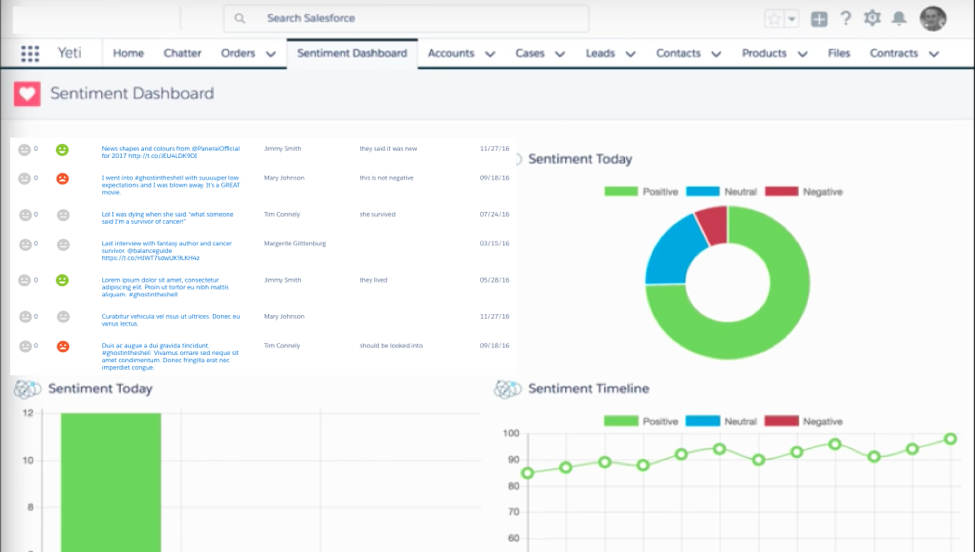 Search Salesforce
Yeti Home Chatter Orders Sentiment Dashboard Accounts Cases Leads Contacts Products Files Contracts
Sentiment Dashboard
0 News shapes and colours from @PaneraiOfficial Jimmy Smith they said it was new 11/27/16
for 2017 http://t.co/JEU4LDK9OI
0 I went into #ghostintheshell with suuuuper low Mary Johnson this is not negative 09/18/16
expectations and I was blown away. It's a GREAT
movie.
0 Lol I was dying when she said "what someone Tim Connely she survived 07/24/16
said I'm a survivor of cancer!"
0 Last interview with fantasy author and cancer Margerite Glittenburg 03/15/16
survivor. @balanceguide
0 Lorem ipsum dolor sit amet, consectetur Jimmy Smith they lived 05/28/16
adipiscing elit. Proin ut tortor eu nibh mattis
aliquam. #ghostintheshell
0 Curabitur vehicula vel risus ut ultrices. Donec eu Mary Johnson 11/27/16
varius lectus.
0 Duis ac augue a dui gravida tincidunt. Tim Connely should be looked into 09/18/16
#ghostintheshell Vivamus ornare sed neque sit
amet condimentum. Donec fringilla erat nec
imperdiet congue.
Sentiment Today
Positive Neutral Negative
Sentiment Today
12
10
8
Sentiment Timeline
Positive Neutral Negative
100
90
80
70
60